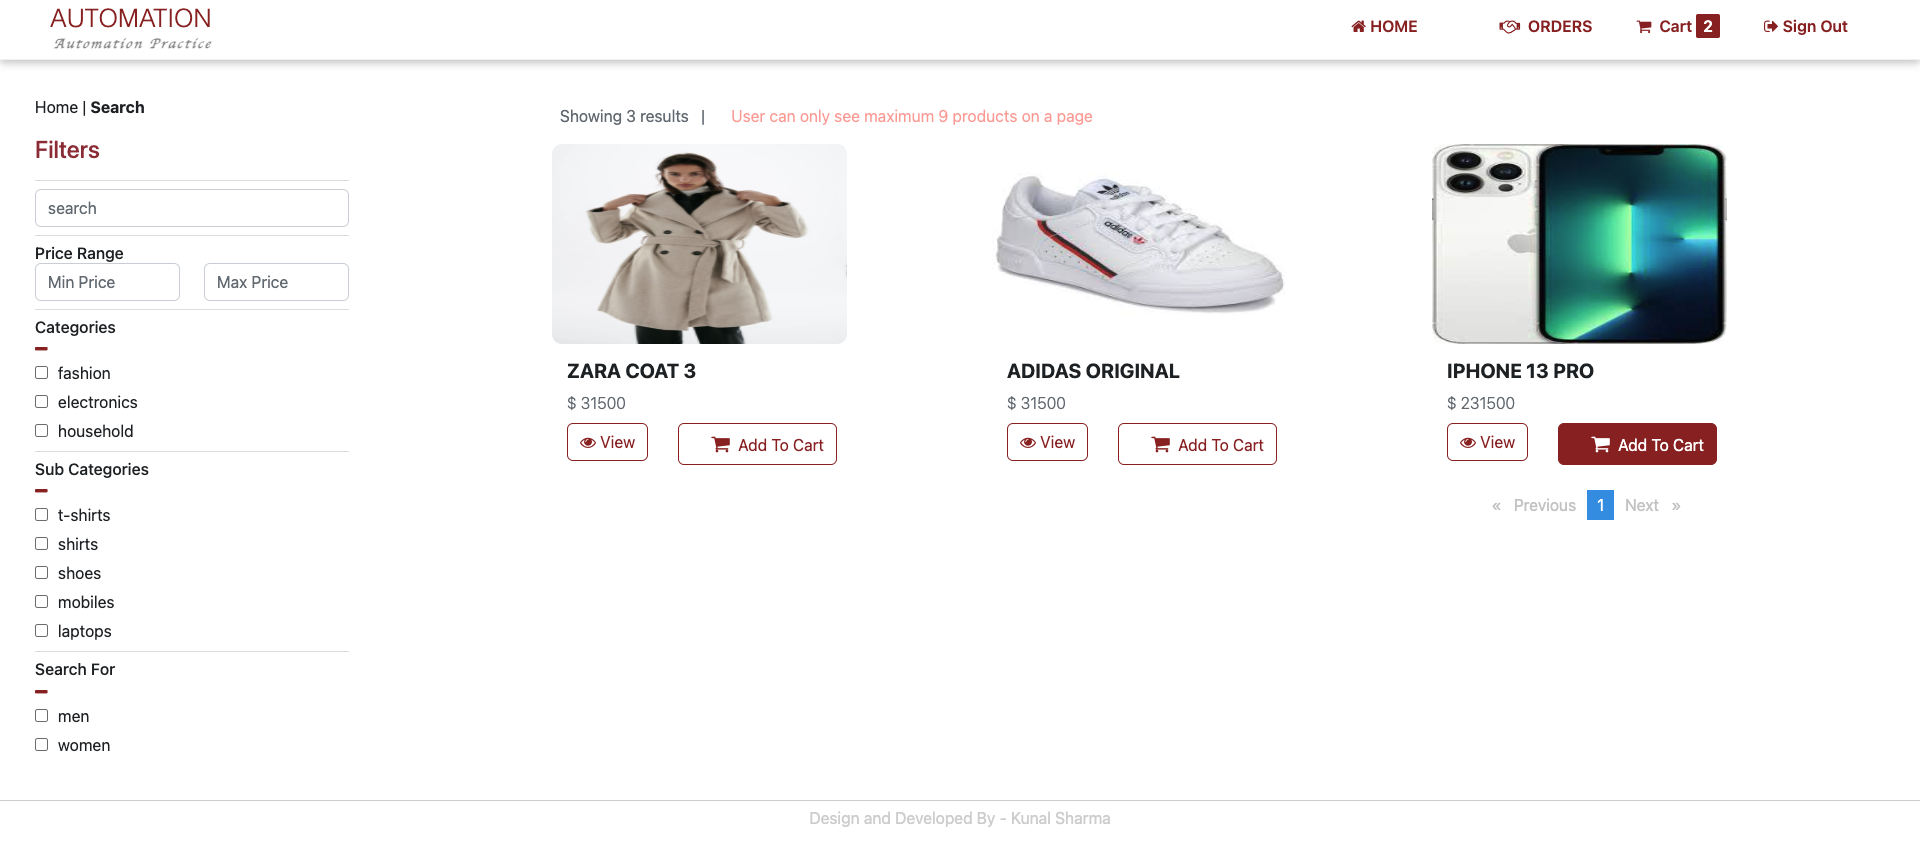 AUTOMATION
Automation Practice
HOME
ORDERS
Cart 2
Sign Out
Home | Search
Filters
search
Price Range
Min Price
Max Price
Categories
fashion
electronics
household
Sub Categories
t-shirts
shirts
shoes
mobiles
laptops
Search For
men
women
Showing 3 results |
User can only see maximum 9 products on a page
adidas
ZARA COAT 3
$ 31500
View
Add To Cart
ADIDAS ORIGINAL
$ 31500
View
Add To Cart
IPHONE 13 PRO
$ 231500
View
Add To Cart
« Previous 1 Next »
Design and Developed By - Kunal Sharma